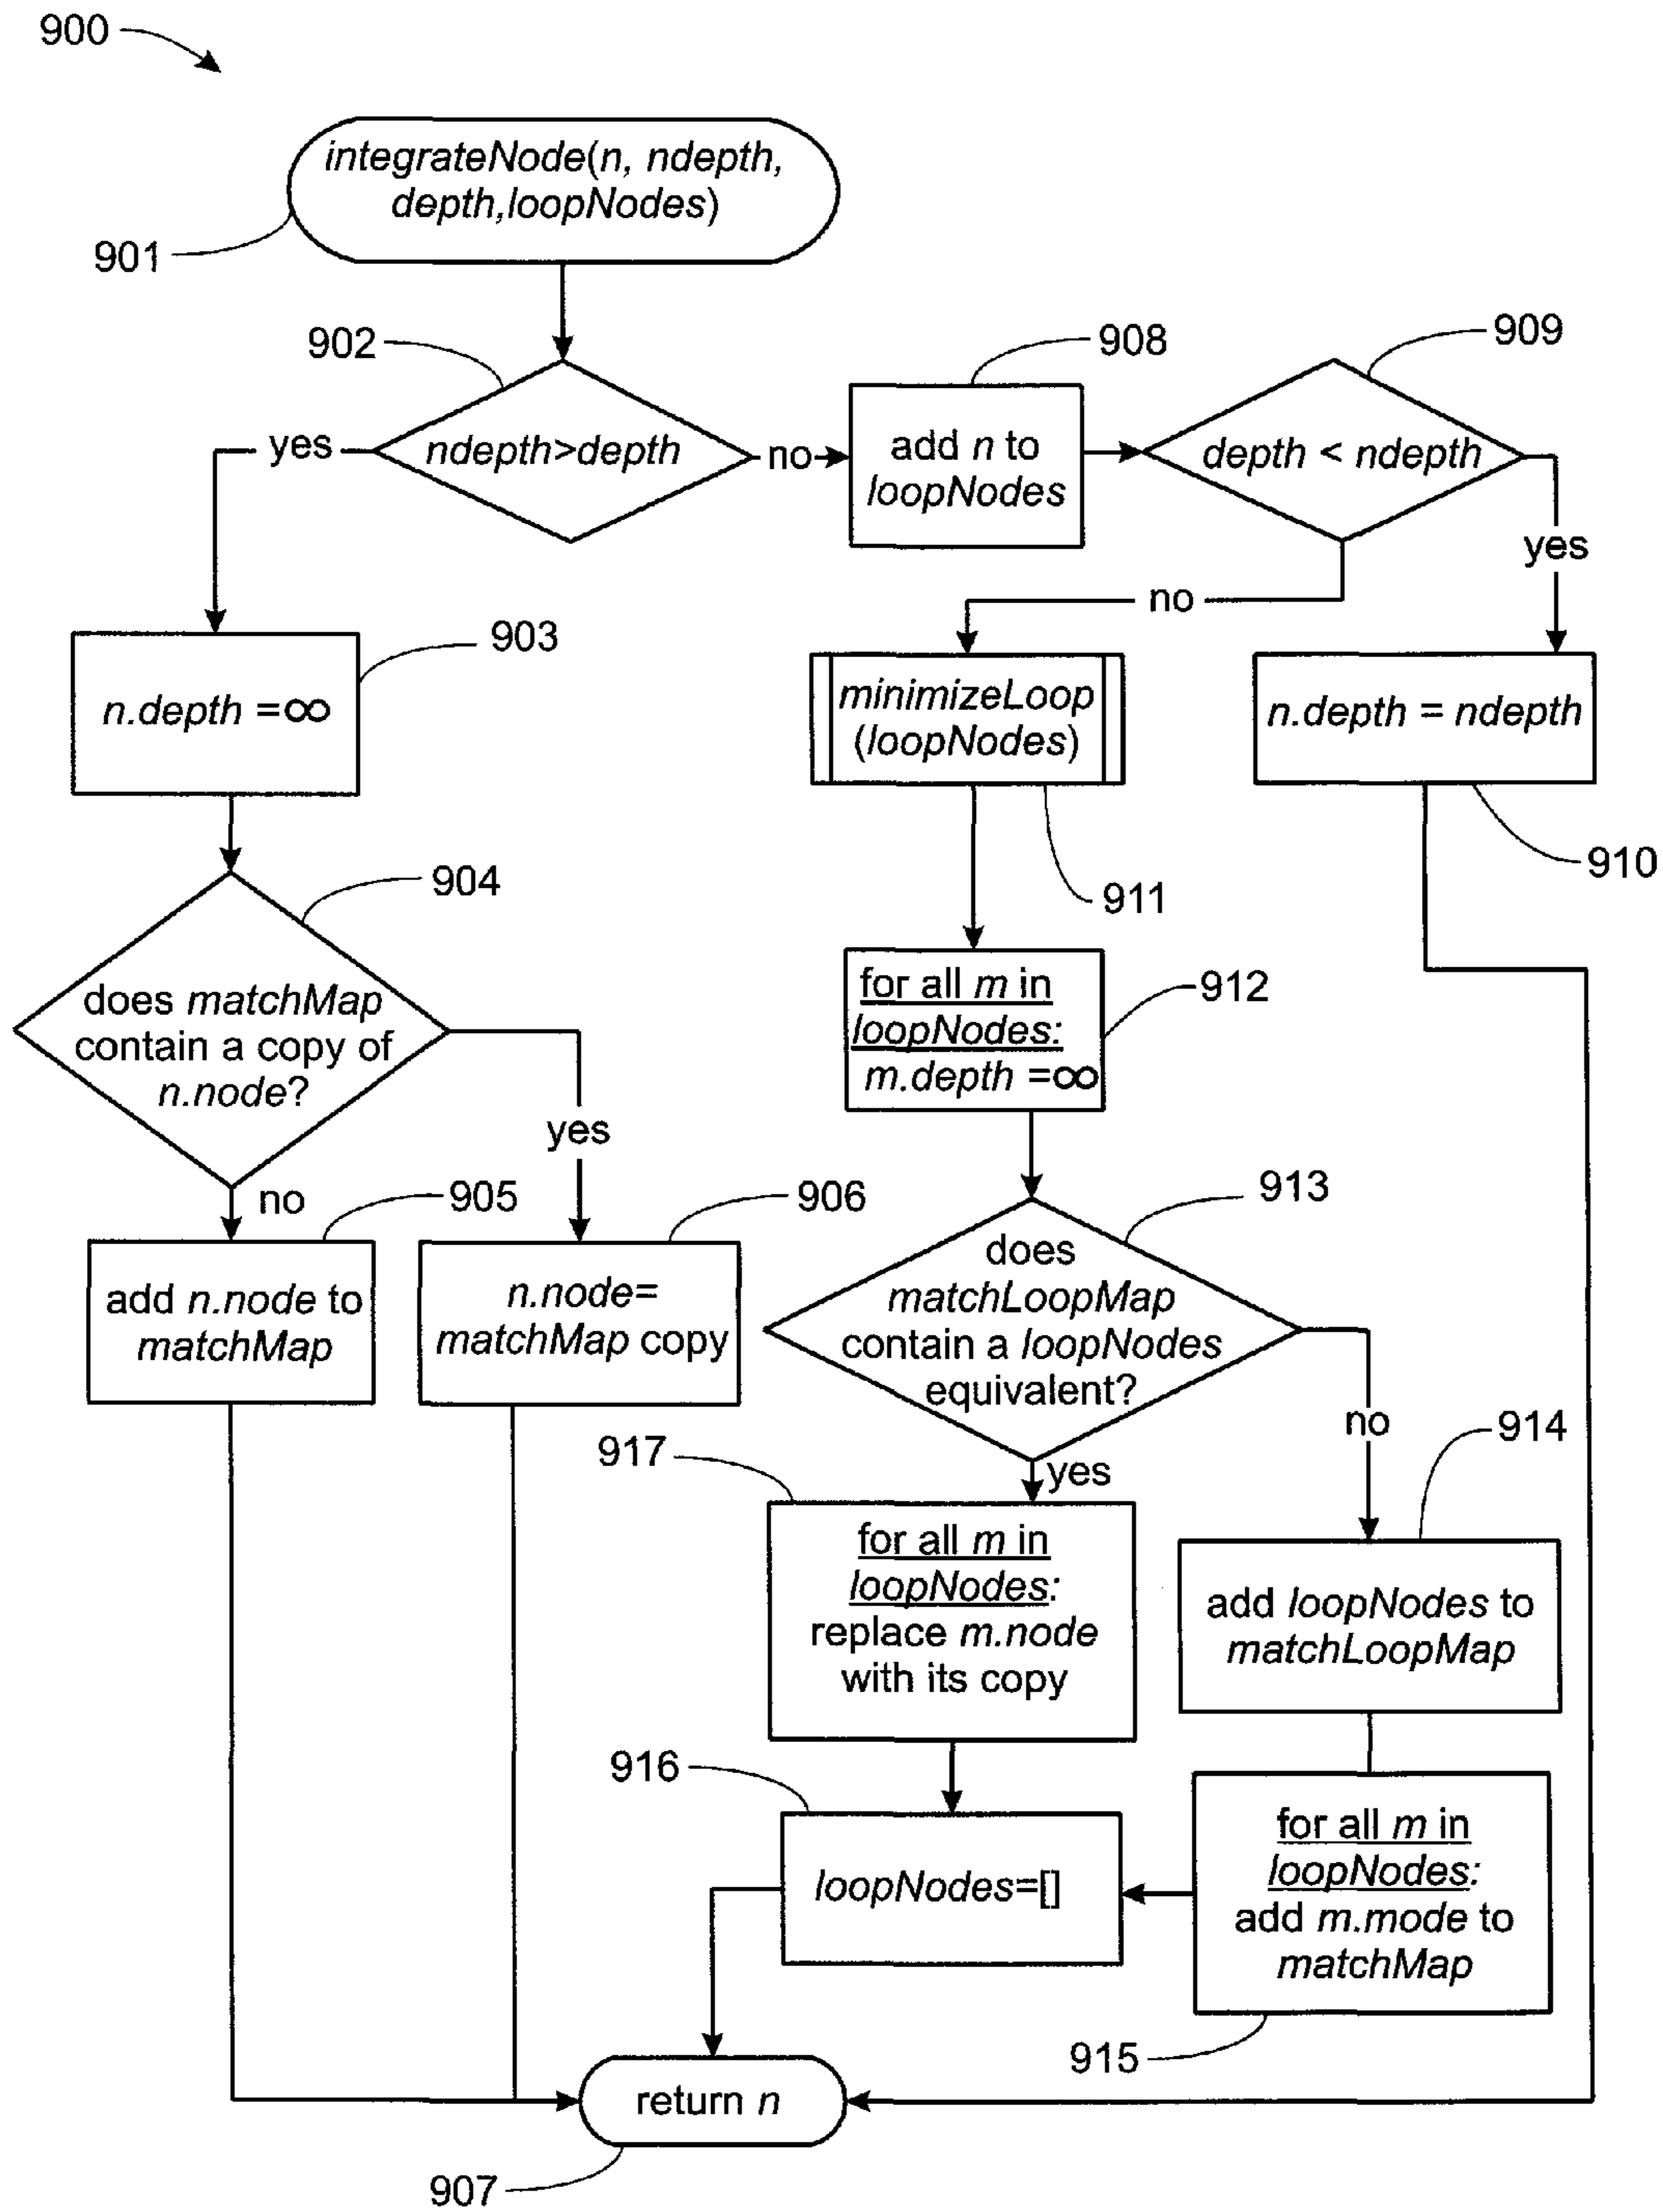 900
integrateNode(n, ndepth,
depth,loopNodes)
901
902
908
909
ndepth>depth
yes
no
add n to
loopNodes
depth < ndepth
yes
no
903
n.depth =∞
minimizeLoop
(loopNodes)
n.depth = ndepth
910
911
904
does matchMap
contain a copy of
n.node?
for all m in
loopNodes:
m.depth =∞
912
yes
no
905
906
913
add n.node to
matchMap
n.node=
matchMap copy
does
matchLoopMap
contain a loopNodes
equivalent?
no
914
917
yes
for all m in
loopNodes:
replace m.node
with its copy
add loopNodes to
matchLoopMap
916
loopNodes=[]
for all m in
loopNodes:
add m.mode to
matchMap
915
return n
907